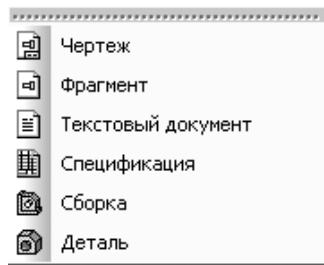 Чертеж
Фрагмент
Текстовый документ
Спецификация
Сборка
Деталь